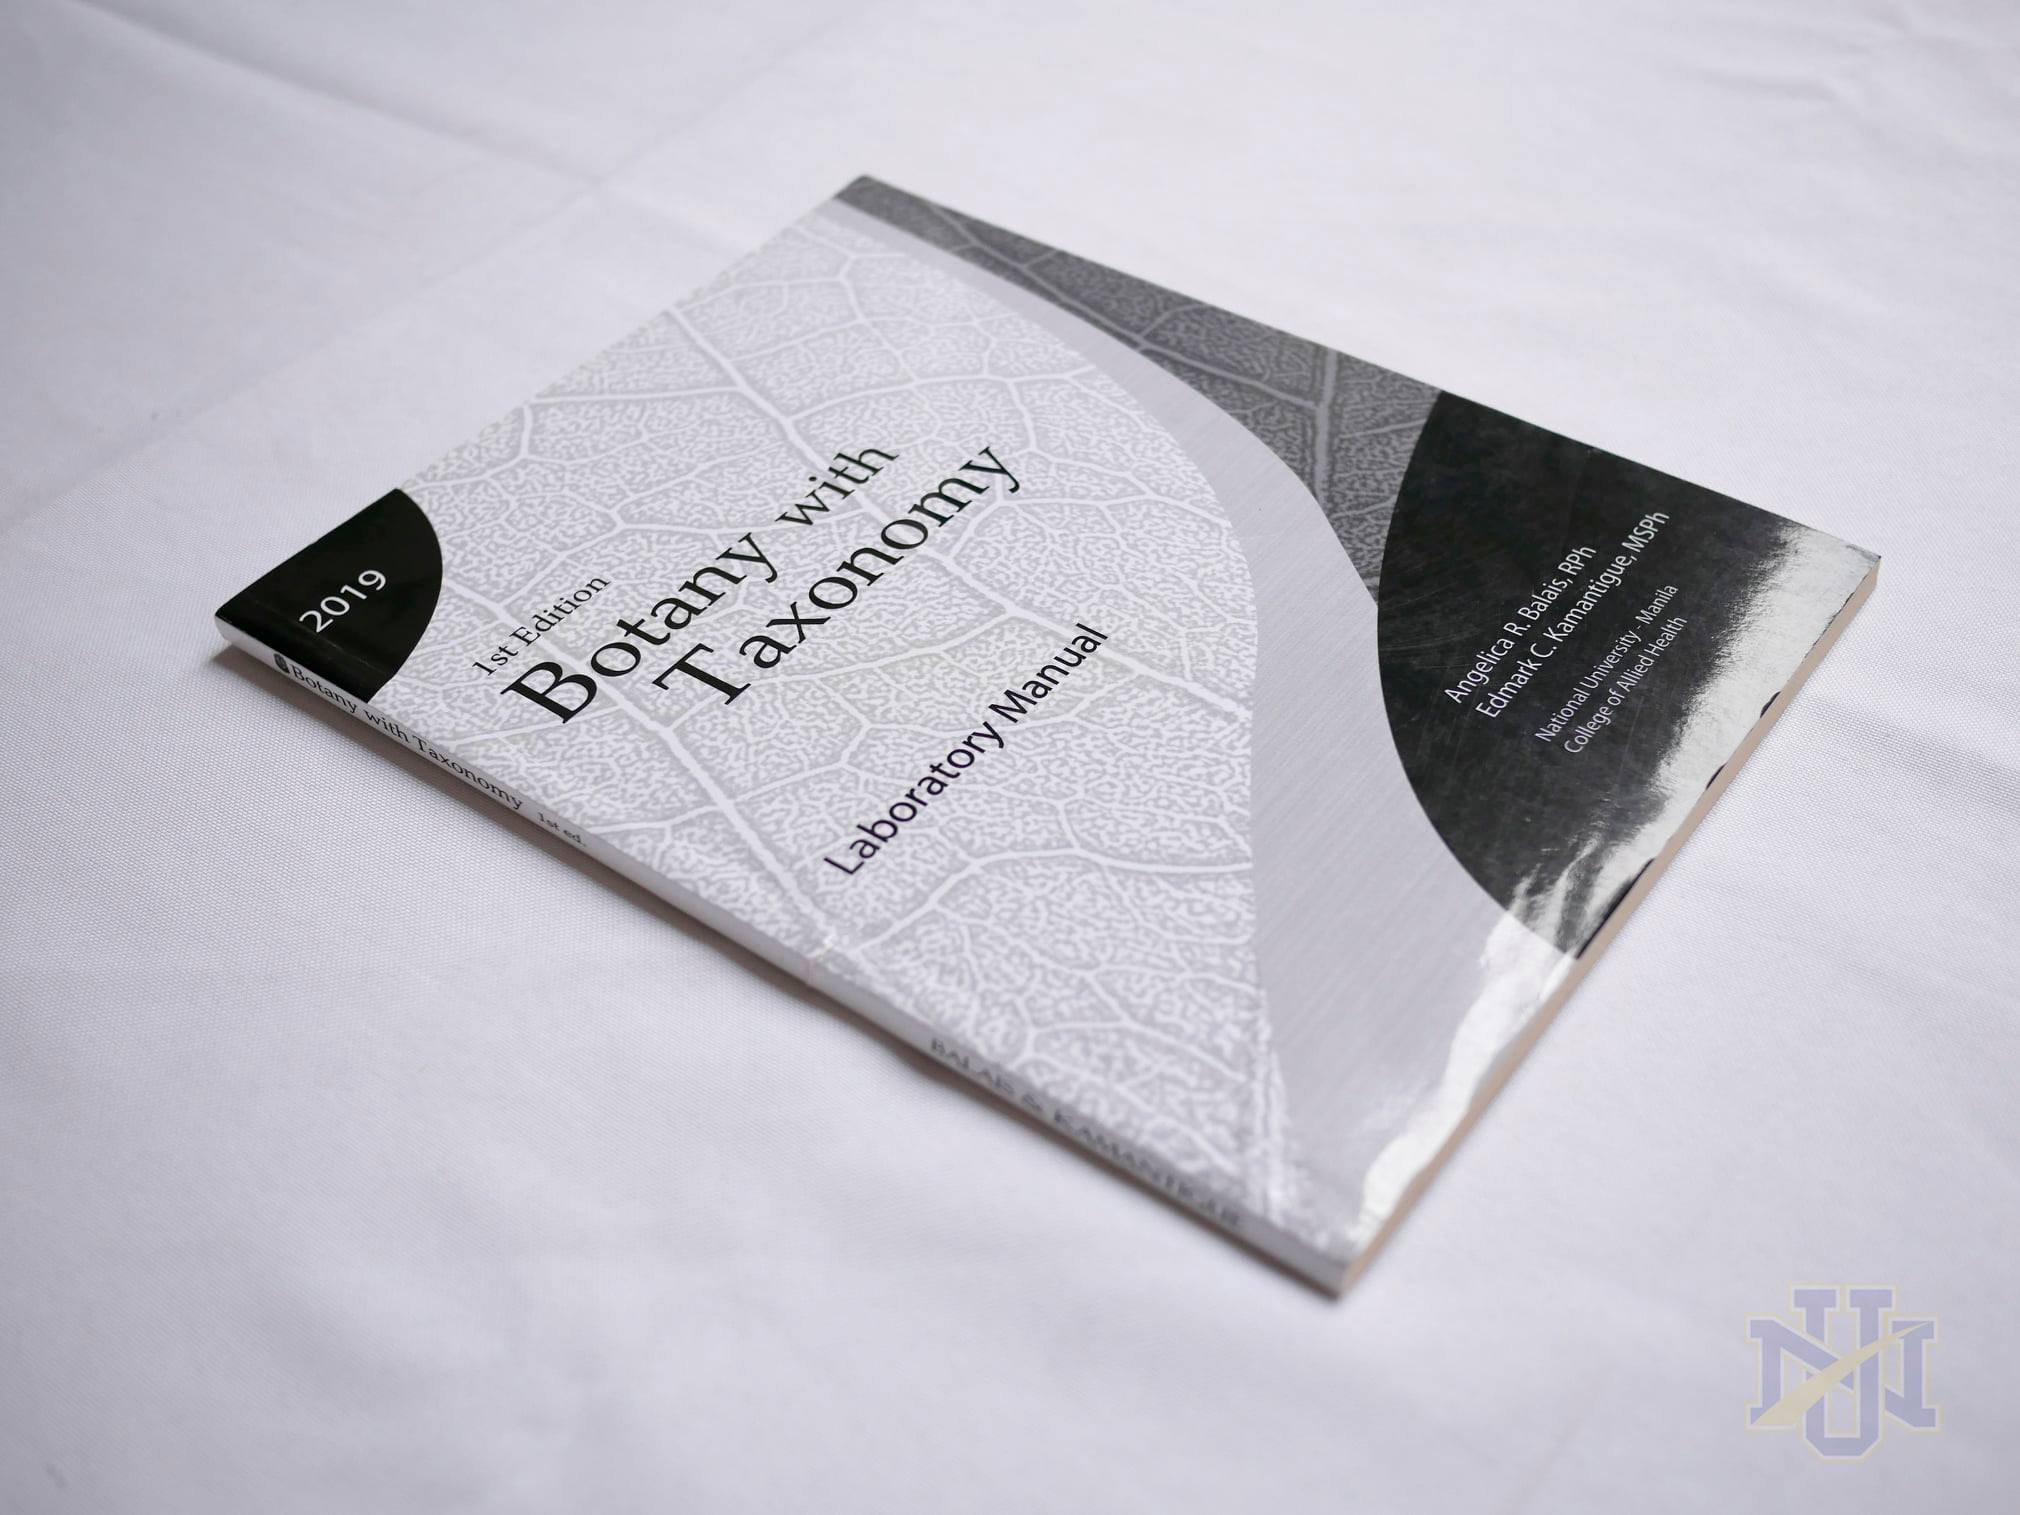 2019
1st Edition
Botany with
Taxonomy
Laboratory Manual
Angelica R. Balais, RPh
Edmark C. Kamantigue, MSPh
National University - Manila
College of Allied Health
Botany with Taxonomy 1st ed.
BALAIS & KAMANTIGUE
NU